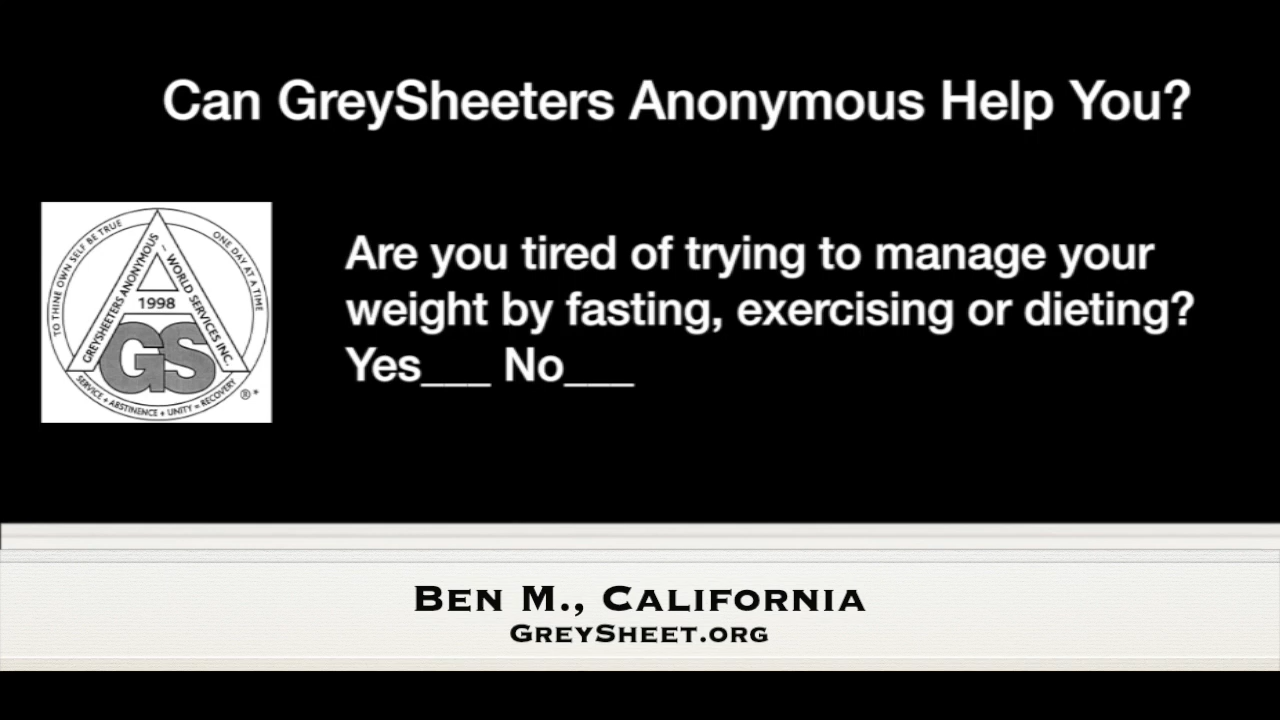 Can GreySheeters Anonymous Help You?
TO THINE OWN SELF BE TRUE
ONE DAY AT A TIME
GREYSHEETERS ANONYMOUS – WORLD SERVICES INC.
1998
GS
SERVICE + ABSTINENCE + UNITY = RECOVERY
®*
Are you tired of trying to manage your
weight by fasting, exercising or dieting?
Yes___ No___
BEN M., CALIFORNIA
GREYSHEET.ORG